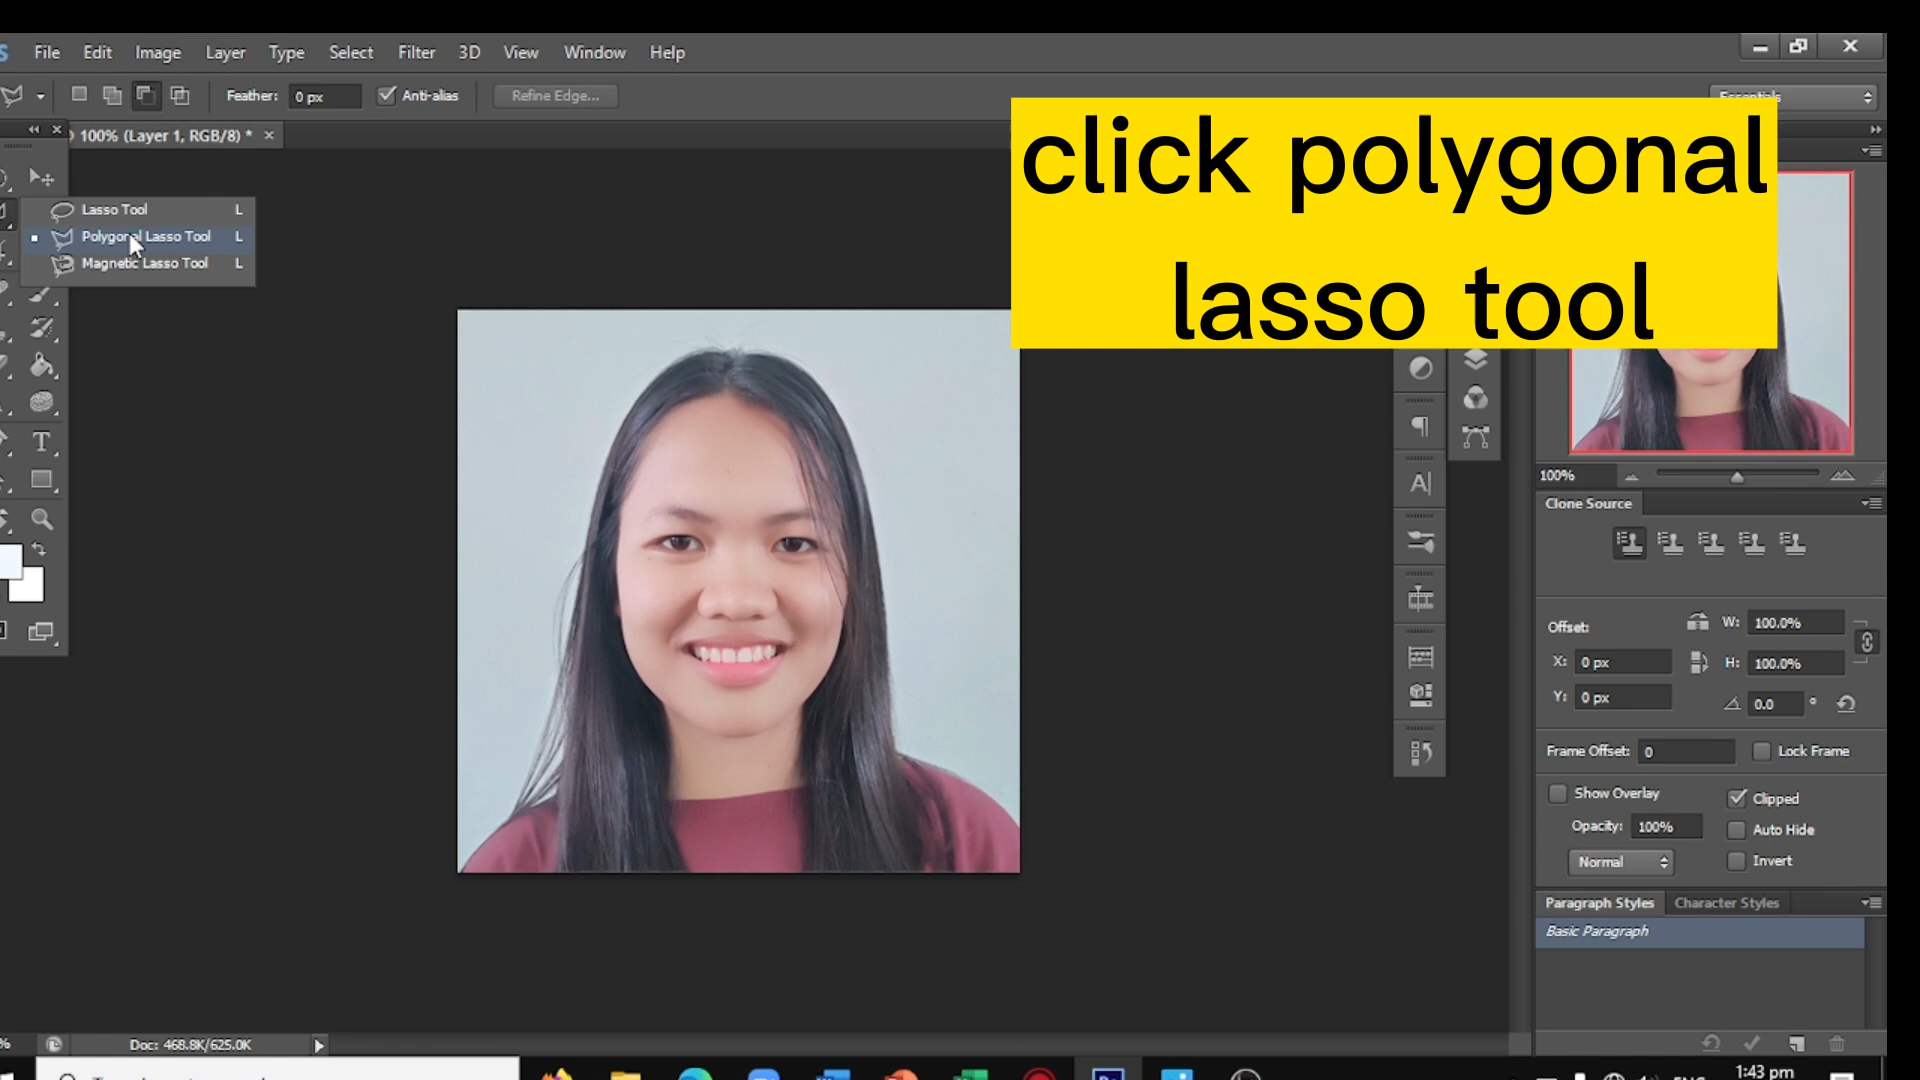 File Edit Image Layer Type Select Filter 3D View Window Help
Feather: 0 px Anti-alias Refine Edge...
Essentials
100% (Layer 1, RGB/8) *
click polygonal
lasso tool
Lasso Tool L
Polygonal Lasso Tool L
Magnetic Lasso Tool L
T
A
100%
Clone Source
Offset: W: 100.0%
X: 0 px H: 100.0%
Y: 0 px 0.0 °
Frame Offset: 0 Lock Frame
Show Overlay Clipped
Opacity: 100% Auto Hide
Normal Invert
Paragraph Styles Character Styles
Basic Paragraph
Doc: 468.8K/625.0K
1:43 pm